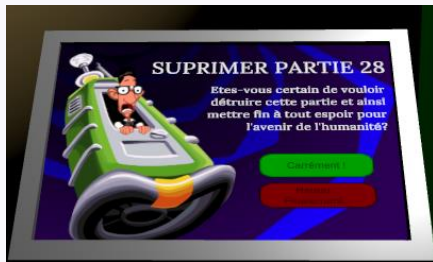 SUPRIMER PARTIE 28
Etes-vous certain de vouloir
détruire cette partie et ainsi
mettre fin à tout espoir pour
l'avenir de l'humanité?
Carrément !